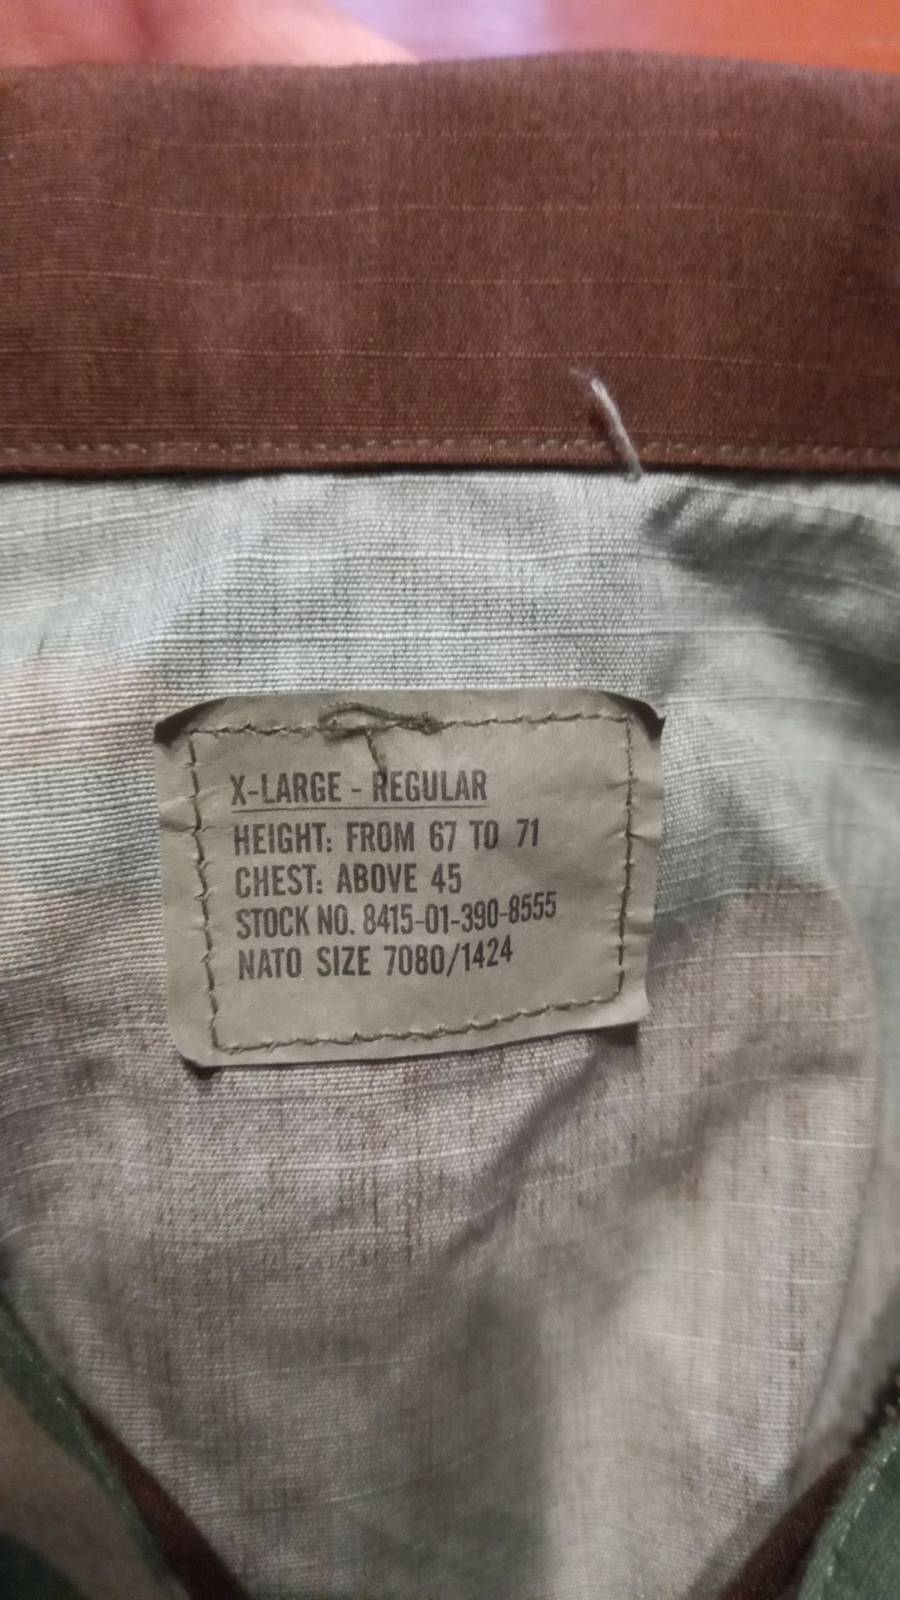 X-LARGE - REGULAR
HEIGHT: FROM 67 TO 71
CHEST: ABOVE 45
STOCK NO. 8415-01-390-8555
NATO SIZE 7080/1424